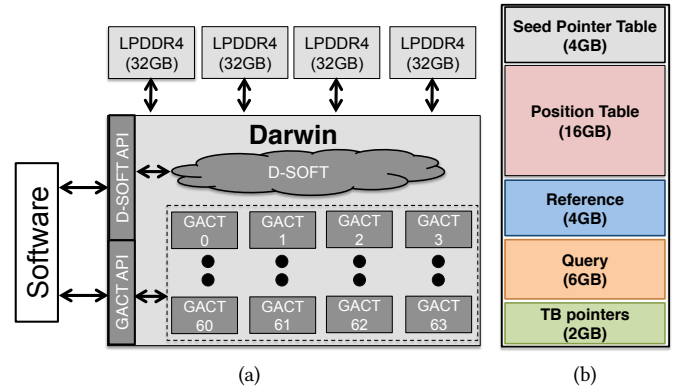 LPDDR4 LPDDR4 LPDDR4 LPDDR4
(32GB) (32GB) (32GB) (32GB)
Darwin
D-SOFT API
D-SOFT
Software
GACT API
GACT GACT GACT GACT
0 1 2 3
GACT GACT GACT GACT
60 61 62 63
(a)
Seed Pointer Table
(4GB)
Position Table
(16GB)
Reference
(4GB)
Query
(6GB)
TB pointers
(2GB)
(b)